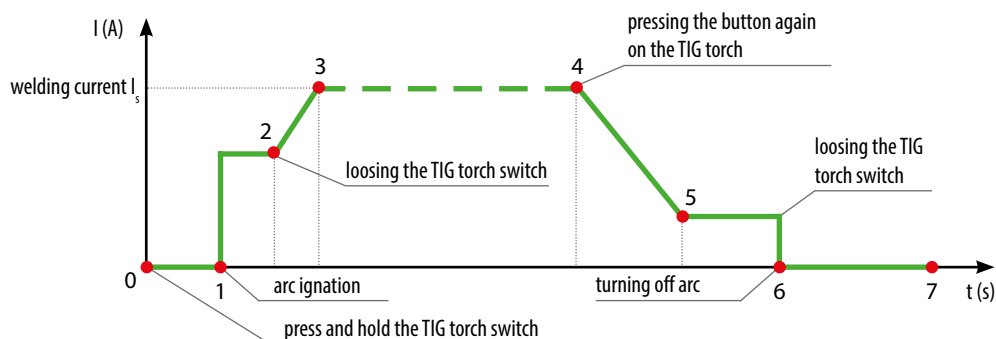 I (A)
pressing the button again
on the TIG torch
welding current Is
3
4
2
loosing the TIG torch switch
loosing the TIG
torch switch
5
0
1
arc ignation
turning off arc
6
7
t (s)
press and hold the TIG torch switch